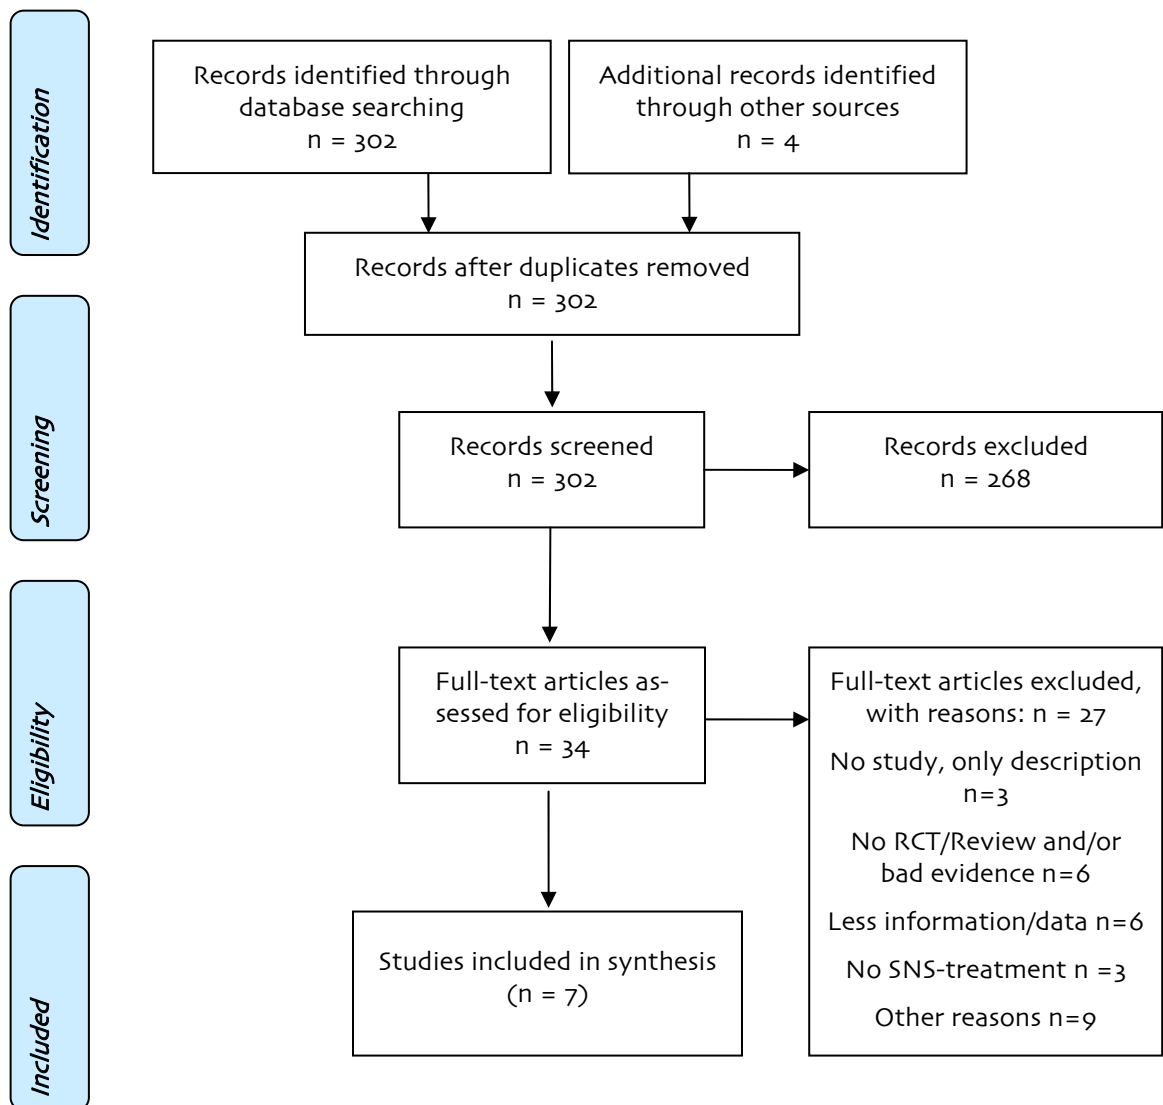 Identification
Records identified through
database searching
n = 302
Additional records identified
through other sources
n = 4
Records after duplicates removed
n = 302
Screening
Records screened
n = 302
Records excluded
n = 268
Eligibility
Full-text articles as-
sessed for eligibility
n = 34
Full-text articles excluded,
with reasons: n = 27
No study, only description
n=3
No RCT/Review and/or
bad evidence n=6
Less information/data n=6
No SNS-treatment n =3
Other reasons n=9
Included
Studies included in synthesis
(n = 7)